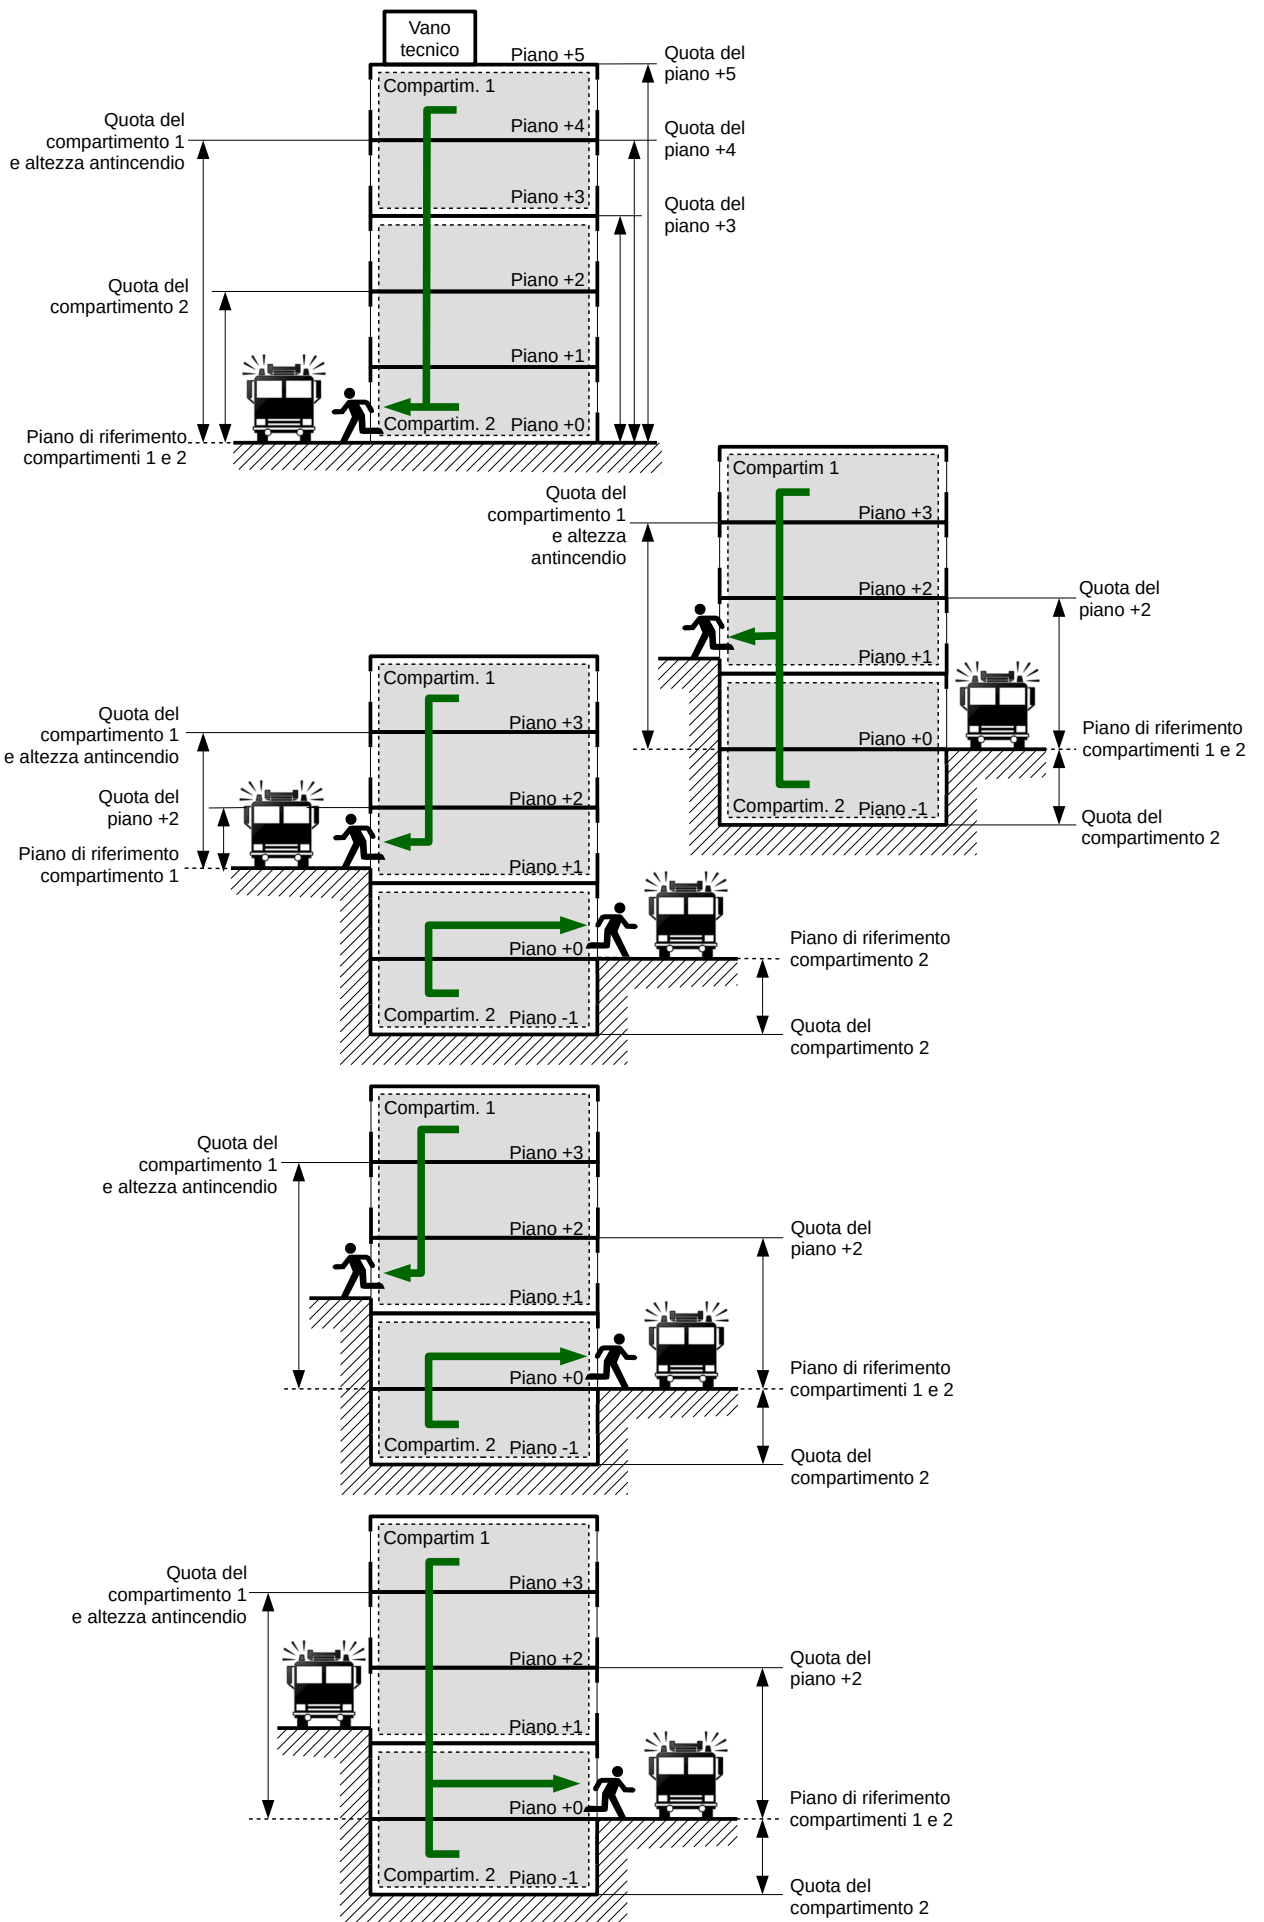 Vano
tecnico
Piano +5
Quota del
piano +5
Compartim. 1
Quota del
compartimento 1
e altezza antincendio
Piano +4
Quota del
piano +4
Piano +3
Quota del
piano +3
Quota del
compartimento 2
Piano +2
Piano +1
Compartim. 2
Piano +0
Piano di riferimento
compartimenti 1 e 2
Compartim 1
Quota del
compartimento 1
e altezza
antincendio
Piano +3
Piano +2
Quota del
piano +2
Piano +1
Piano +0
Piano di riferimento
compartimenti 1 e 2
Compartim. 2
Piano -1
Quota del
compartimento 2
Compartim. 1
Quota del
compartimento 1
e altezza antincendio
Piano +3
Quota del
piano +2
Piano +2
Piano di riferimento
compartimento 1
Piano +1
Piano +0
Piano di riferimento
compartimento 2
Compartim. 2
Piano -1
Quota del
compartimento 2
Compartim. 1
Quota del
compartimento 1
e altezza antincendio
Piano +3
Piano +2
Quota del
piano +2
Piano +1
Piano +0
Piano di riferimento
compartimenti 1 e 2
Compartim. 2
Piano -1
Quota del
compartimento 2
Compartim 1
Quota del
compartimento 1
e altezza antincendio
Piano +3
Piano +2
Quota del
piano +2
Piano +1
Piano +0
Piano di riferimento
compartimenti 1 e 2
Compartim. 2
Piano -1
Quota del
compartimento 2